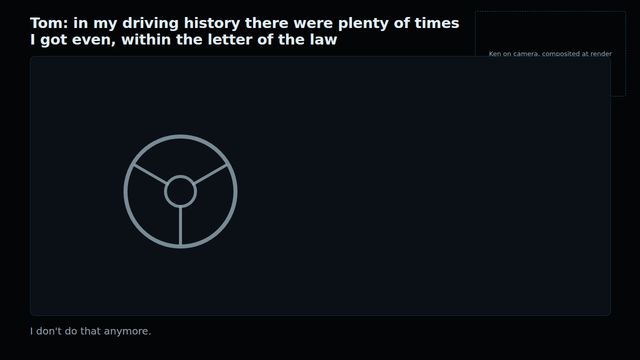 Tom: in my driving history there were plenty of times
I got even, within the letter of the law
Ken on camera, composited at render
I don't do that anymore.